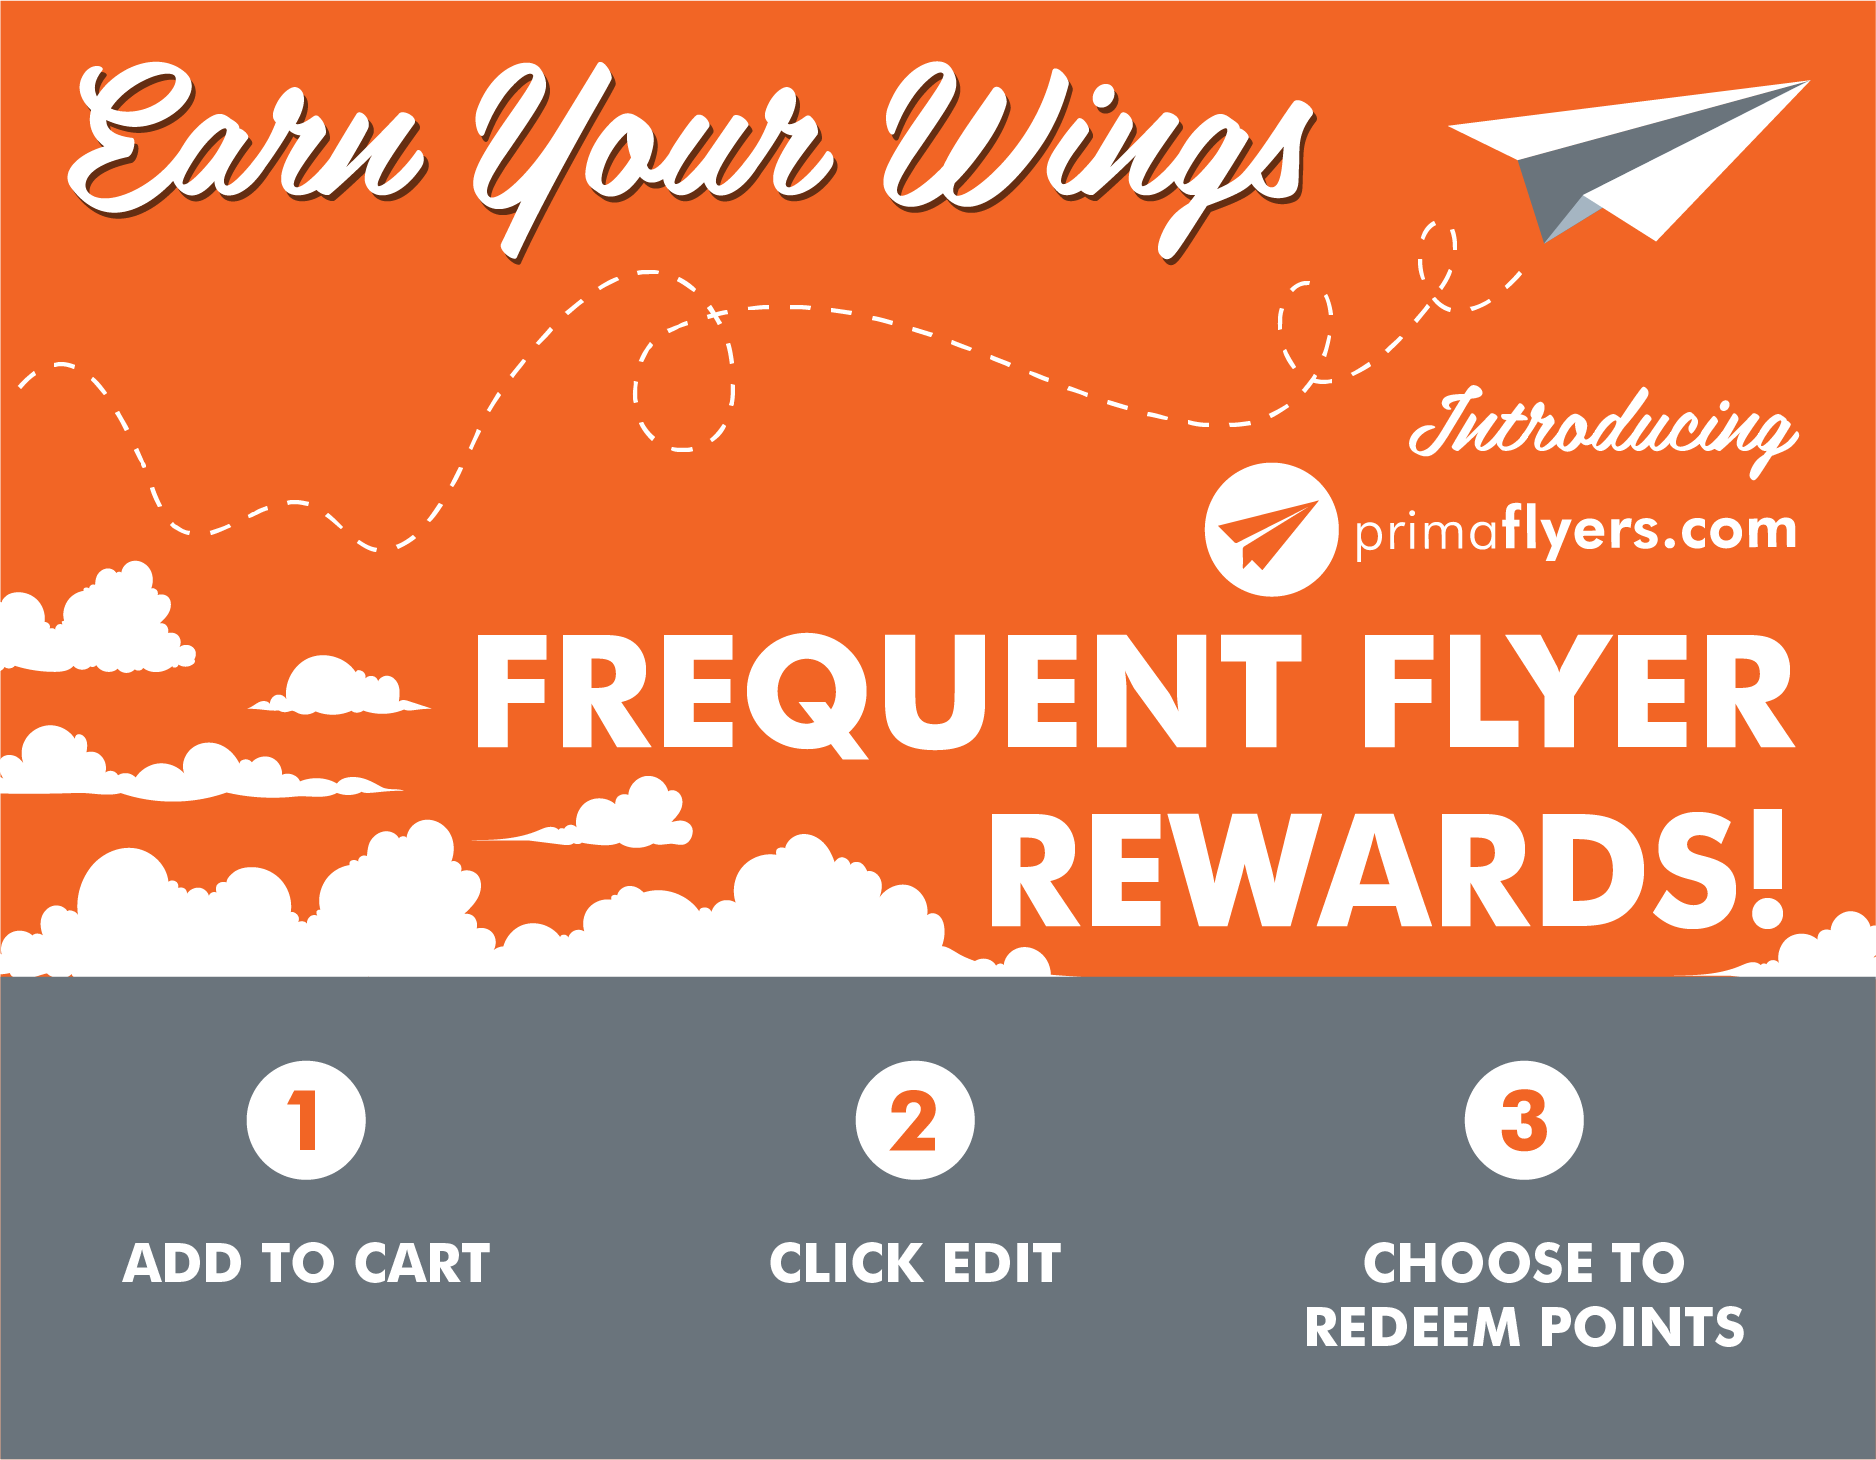 Earn Your Wings
Introducing
primaflyers.com
FREQUENT FLYER
REWARDS!
1
ADD TO CART
2
CLICK EDIT
3
CHOOSE TO
REDEEM POINTS